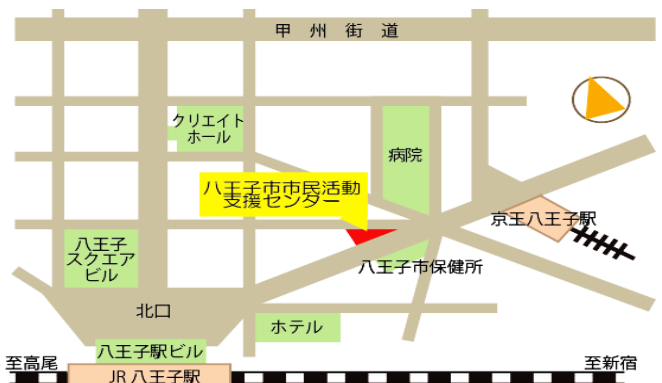 甲州街道
クリエイト
ホール
病院
八王子市市民活動
支援センター
京王八王子駅
八王子
スクエア
ビル
八王子市保健所
北口
ホテル
八王子駅ビル
至高尾
至新宿
JR八王子駅